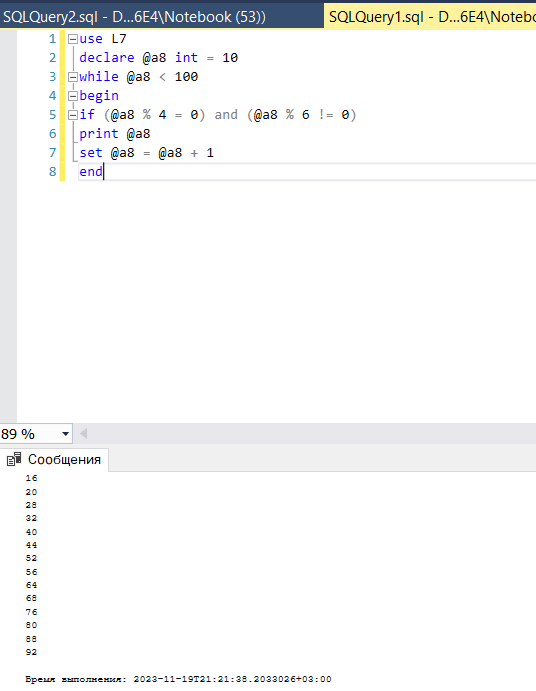 SQLQuery2.sql - D...6E4\Notebook (53))
SQLQuery1.sql - D...6E4\Notebo
1 use L7
2 declare @a8 int = 10
3 while @a8 < 100
4 begin
5 if (@a8 % 4 = 0) and (@a8 % 6 != 0)
6 print @a8
7 set @a8 = @a8 + 1
8 end
89 %
Сообщения
16
20
28
32
40
44
52
56
64
68
76
80
88
92
Время выполнения: 2023-11-19T21:21:38.2033026+03:00